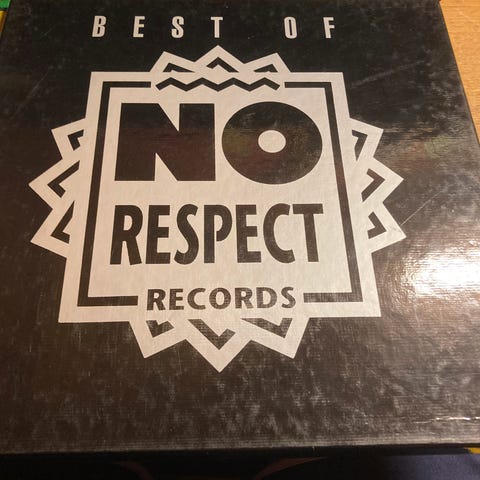 BEST OF
NO
RESPECT
RECORDS